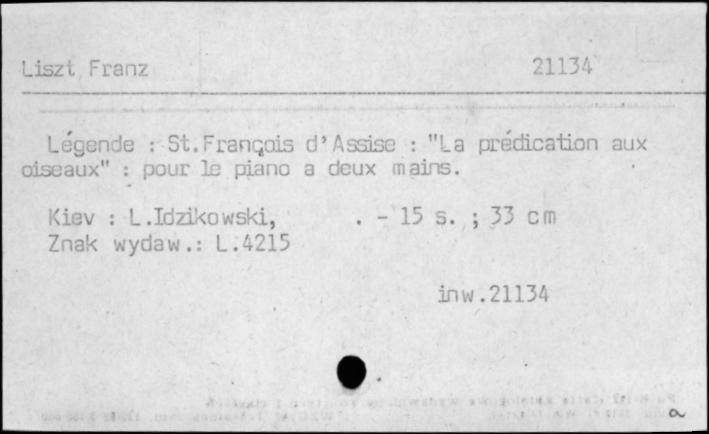 Liszt Franz 21134
Légende : St.François d'Assise : "La prédication aux
oiseaux" : pour le piano a deux mains.
Kiev : L.Idzikowski, . - 15 s. ; 33 cm
Znak wydaw.: L.4215
inw.21134